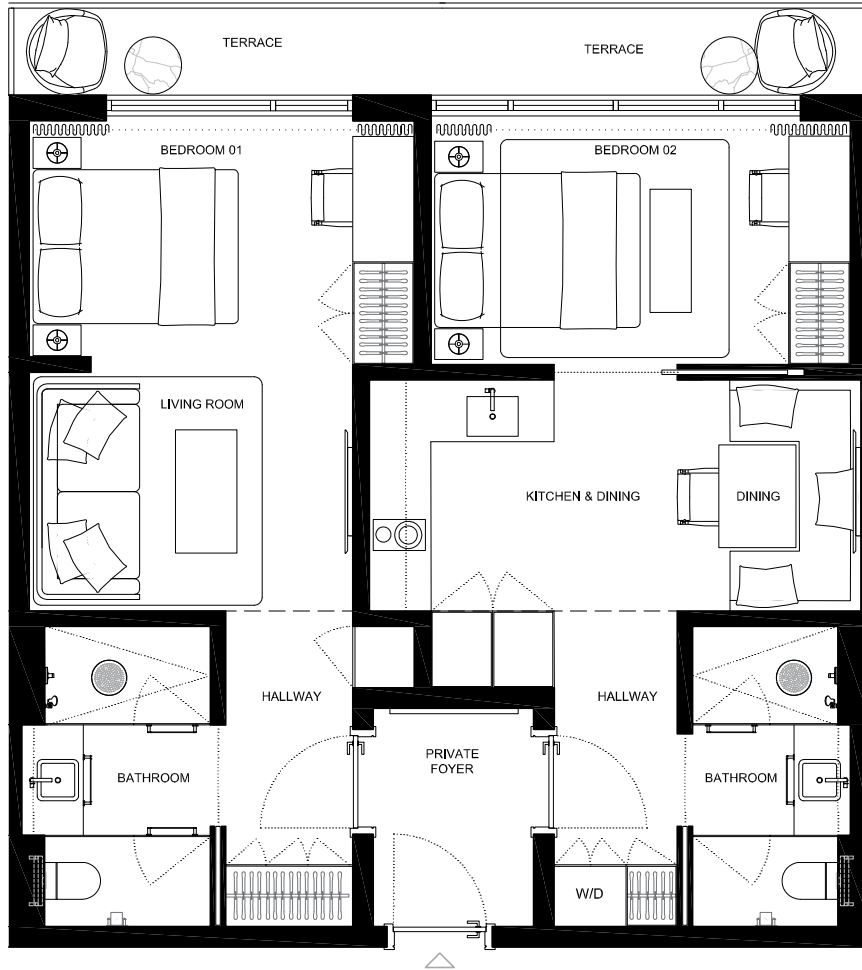 TERRACE
TERRACE
BEDROOM 01
BEDROOM 02
LIVING ROOM
KITCHEN & DINING
DINING
HALLWAY
HALLWAY
PRIVATE
FOYER
BATHROOM
BATHROOM
W/D